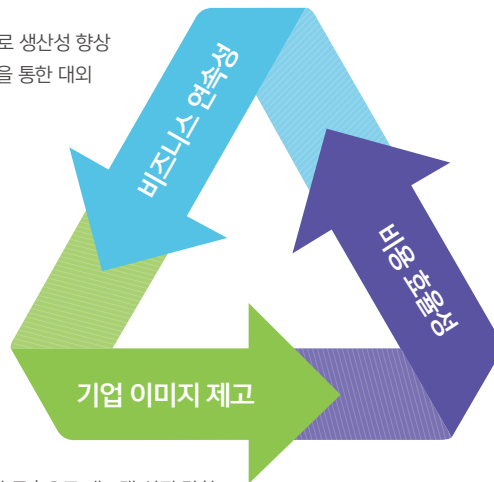 로 생산성 향상
을 통한 대외
비즈니스 연속성
비용 효율성
기업 이미지 제고